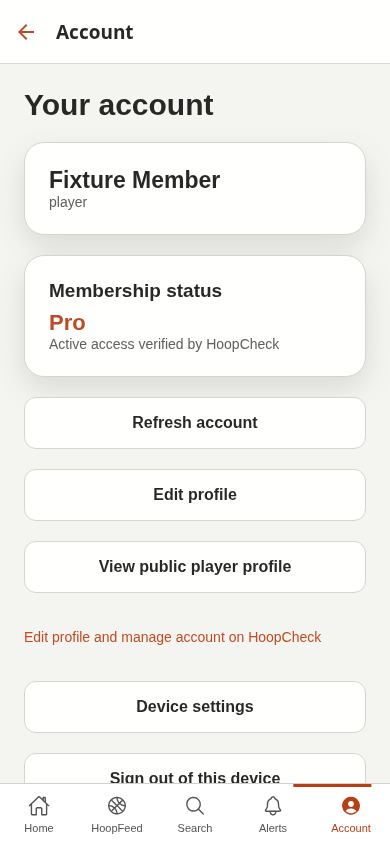 Account
Your account
Fixture Member
player
Membership status
Pro
Active access verified by HoopCheck
Refresh account
Edit profile
View public player profile
Edit profile and manage account on HoopCheck
Device settings
Sign out of this device
Home
HoopFeed
Search
Alerts
Account